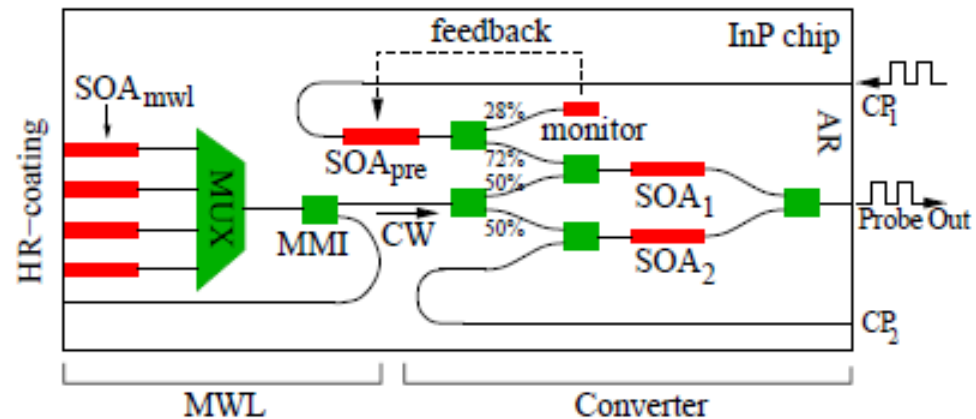 feedback
InP chip
SOAmwl
28%
monitor
CP1
HR-coating
SOApre
72%
AR
MUX
50%
SOA1
MMI
CW
50%
SOA2
Probe Out
CP2
MWL
Converter